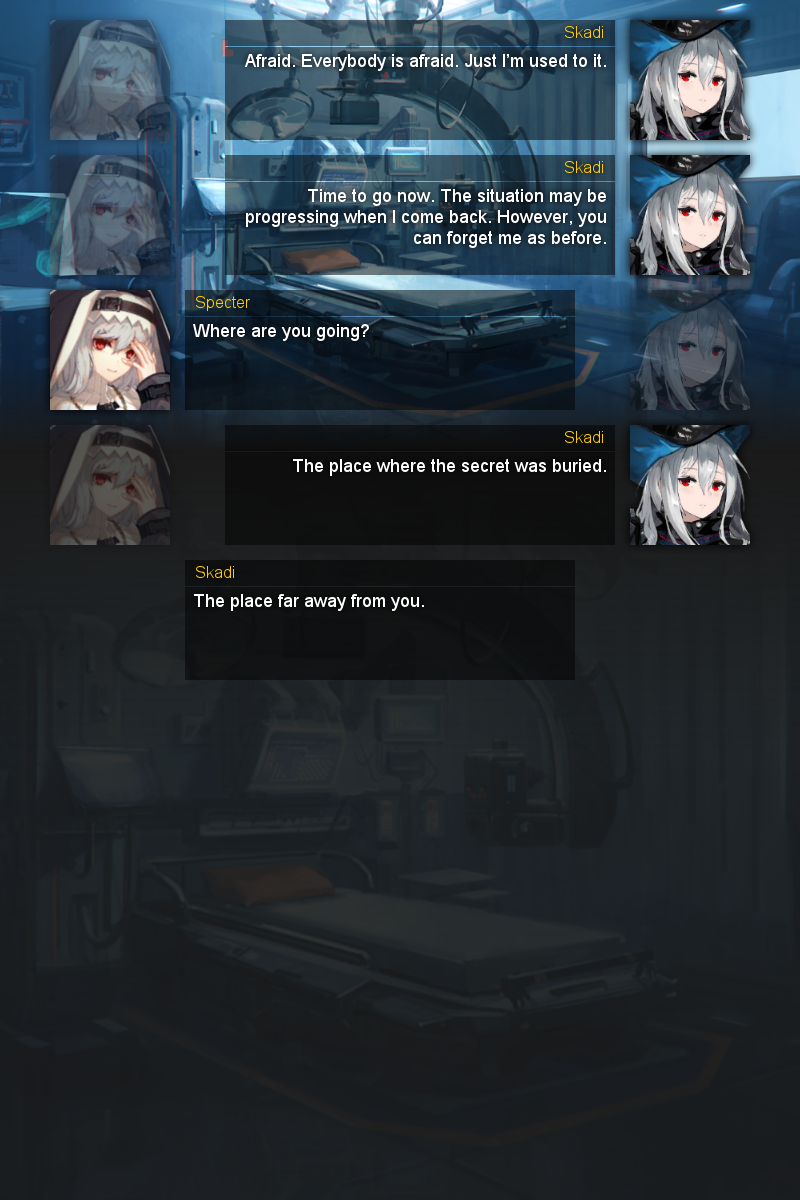 Skadi
Afraid. Everybody is afraid. Just I'm used to it.
Skadi
Time to go now. The situation may be
progressing when I come back. However, you
can forget me as before.
Specter
Where are you going?
Skadi
The place where the secret was buried.
Skadi
The place far away from you.